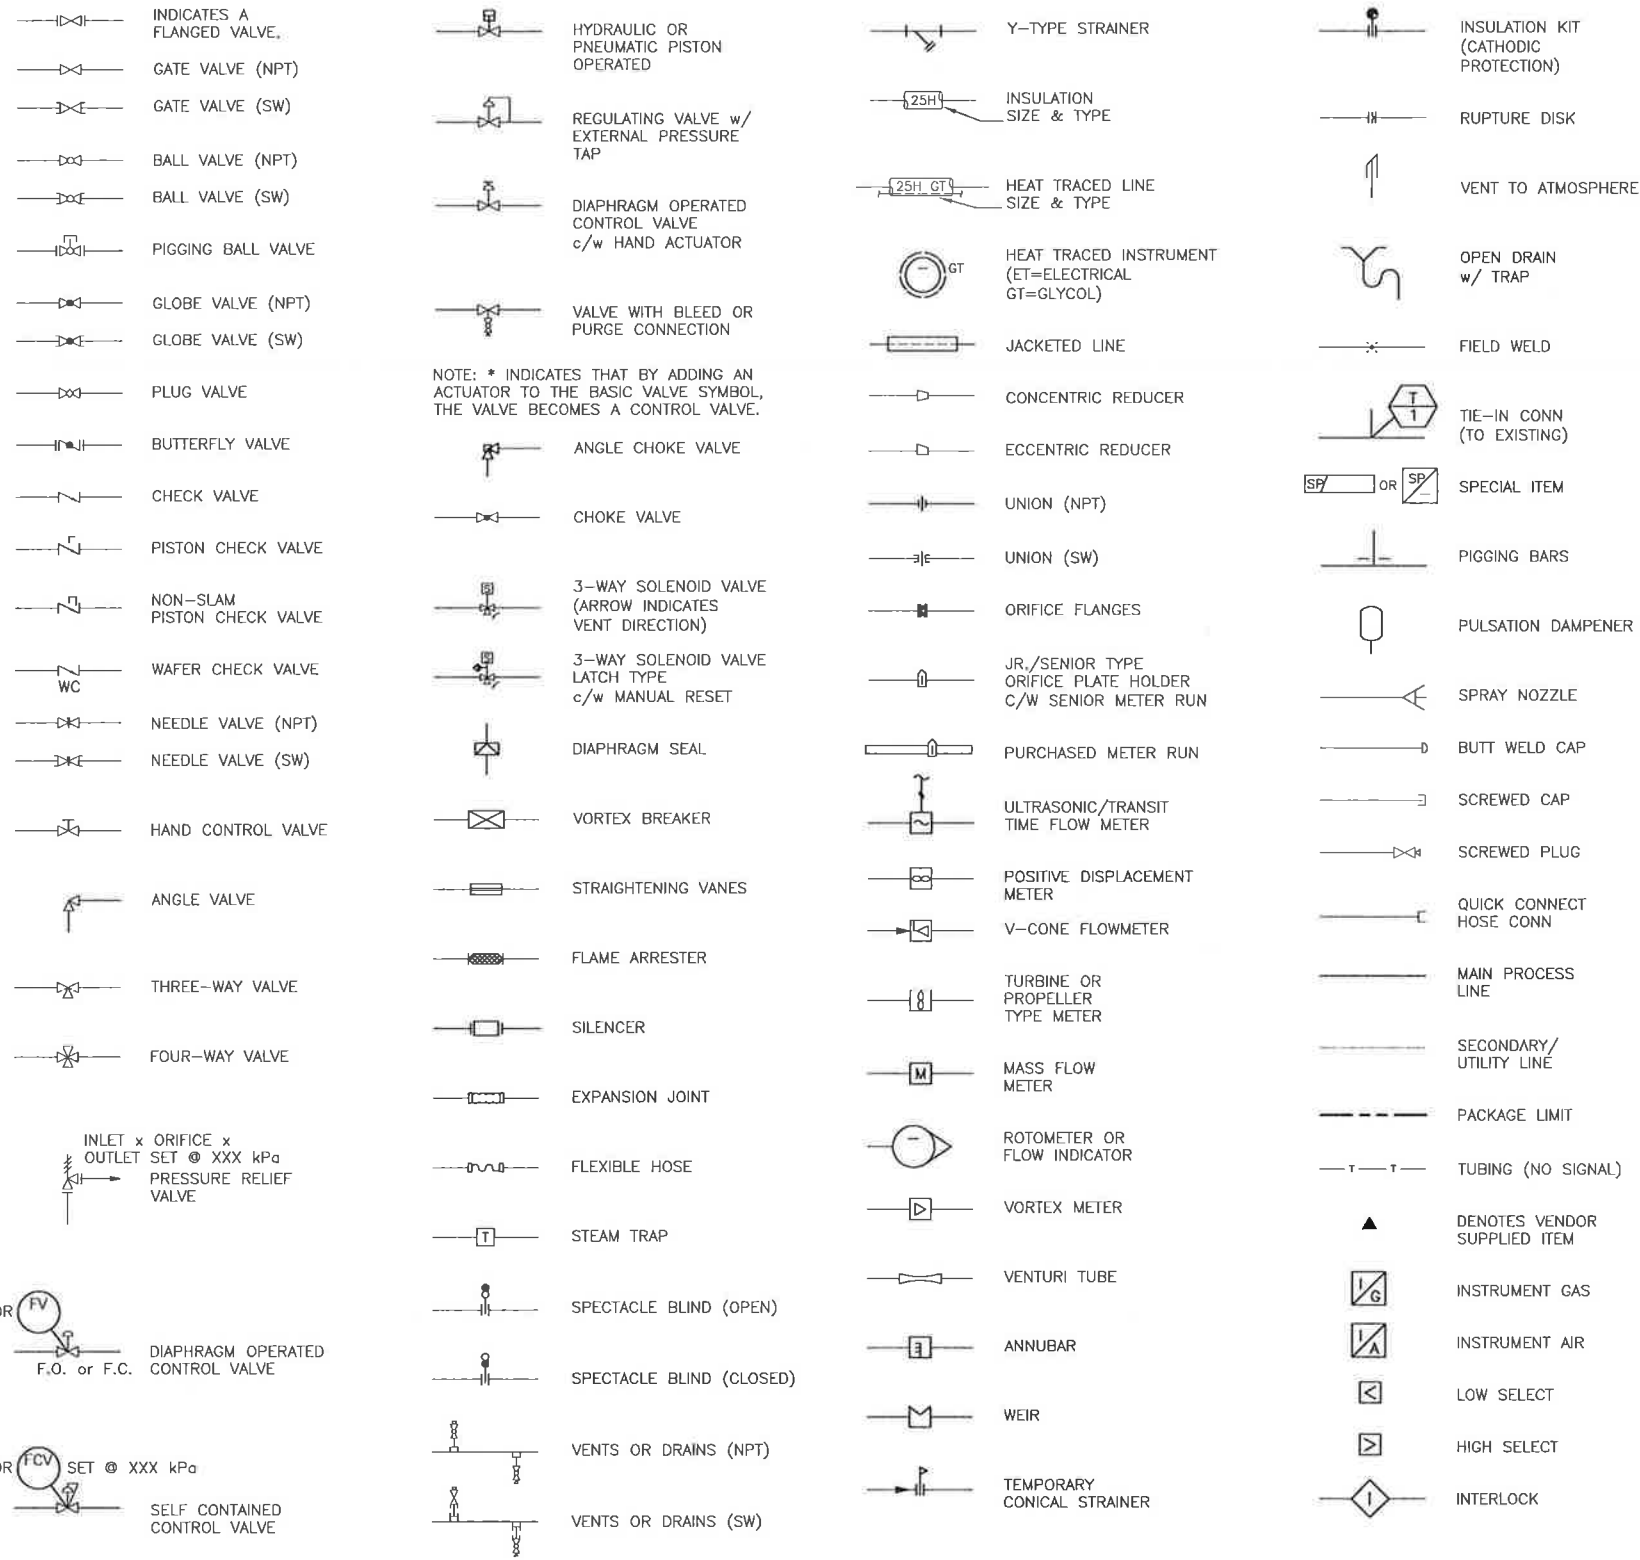 INDICATES A
FLANGED VALVE.
GATE VALVE (NPT)
GATE VALVE (SW)
BALL VALVE (NPT)
BALL VALVE (SW)
PIGGING BALL VALVE
GLOBE VALVE (NPT)
GLOBE VALVE (SW)
PLUG VALVE
BUTTERFLY VALVE
CHECK VALVE
PISTON CHECK VALVE
NON-SLAM
PISTON CHECK VALVE
WAFER CHECK VALVE
WC
NEEDLE VALVE (NPT)
NEEDLE VALVE (SW)
HAND CONTROL VALVE
ANGLE VALVE
THREE-WAY VALVE
FOUR-WAY VALVE
INLET x ORIFICE x
OUTLET SET @ XXX kPa
PRESSURE RELIEF
VALVE
OR FV
DIAPHRAGM OPERATED
F.O. or F.C. CONTROL VALVE
OR FCV SET @ XXX kPa
SELF CONTAINED
CONTROL VALVE
HYDRAULIC OR
PNEUMATIC PISTON
OPERATED
REGULATING VALVE w/
EXTERNAL PRESSURE
TAP
DIAPHRAGM OPERATED
CONTROL VALVE
c/w HAND ACTUATOR
VALVE WITH BLEED OR
PURGE CONNECTION
NOTE: * INDICATES THAT BY ADDING AN
ACTUATOR TO THE BASIC VALVE SYMBOL,
THE VALVE BECOMES A CONTROL VALVE.
ANGLE CHOKE VALVE
CHOKE VALVE
S
3-WAY SOLENOID VALVE
(ARROW INDICATES
VENT DIRECTION)
S
3-WAY SOLENOID VALVE
LATCH TYPE
c/w MANUAL RESET
DIAPHRAGM SEAL
VORTEX BREAKER
STRAIGHTENING VANES
FLAME ARRESTER
SILENCER
EXPANSION JOINT
FLEXIBLE HOSE
T STEAM TRAP
SPECTACLE BLIND (OPEN)
SPECTACLE BLIND (CLOSED)
VENTS OR DRAINS (NPT)
VENTS OR DRAINS (SW)
Y-TYPE STRAINER
25H INSULATION
SIZE & TYPE
25H GT HEAT TRACED LINE
SIZE & TYPE
HEAT TRACED INSTRUMENT
GT (ET=ELECTRICAL
GT=GLYCOL)
JACKETED LINE
CONCENTRIC REDUCER
ECCENTRIC REDUCER
UNION (NPT)
UNION (SW)
ORIFICE FLANGES
JR./SENIOR TYPE
ORIFICE PLATE HOLDER
C/W SENIOR METER RUN
PURCHASED METER RUN
ULTRASONIC/TRANSIT
TIME FLOW METER
POSITIVE DISPLACEMENT
METER
V-CONE FLOWMETER
TURBINE OR
PROPELLER
TYPE METER
M MASS FLOW
METER
ROTOMETER OR
FLOW INDICATOR
VORTEX METER
VENTURI TUBE
ANNUBAR
WEIR
TEMPORARY
CONICAL STRAINER
INSULATION KIT
(CATHODIC
PROTECTION)
RUPTURE DISK
VENT TO ATMOSPHERE
OPEN DRAIN
w/ TRAP
FIELD WELD
T
1
TIE-IN CONN
(TO EXISTING)
SP OR SP SPECIAL ITEM
PIGGING BARS
PULSATION DAMPENER
SPRAY NOZZLE
BUTT WELD CAP
SCREWED CAP
SCREWED PLUG
QUICK CONNECT
HOSE CONN
MAIN PROCESS
LINE
SECONDARY/
UTILITY LINE
PACKAGE LIMIT
T T TUBING (NO SIGNAL)
DENOTES VENDOR
SUPPLIED ITEM
I/G INSTRUMENT GAS
I/A INSTRUMENT AIR
< LOW SELECT
> HIGH SELECT
I INTERLOCK